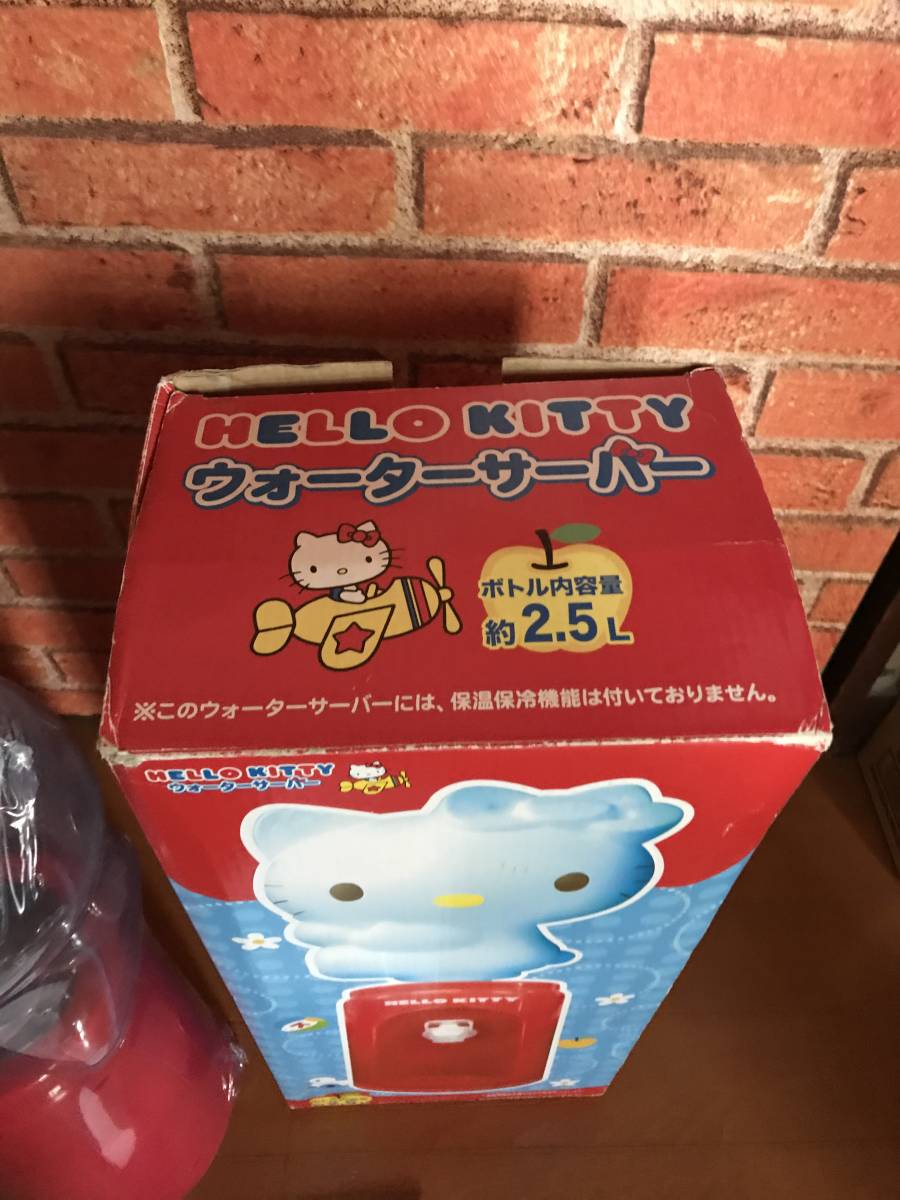 HELLO KITTY
ウォーターサーバー
ボトル内容量
約2.5L
※このウォーターサーバーには、保温保冷機能は付いておりません。
HELLO KITTY
ウォーターサーバー
HELLO KITTY